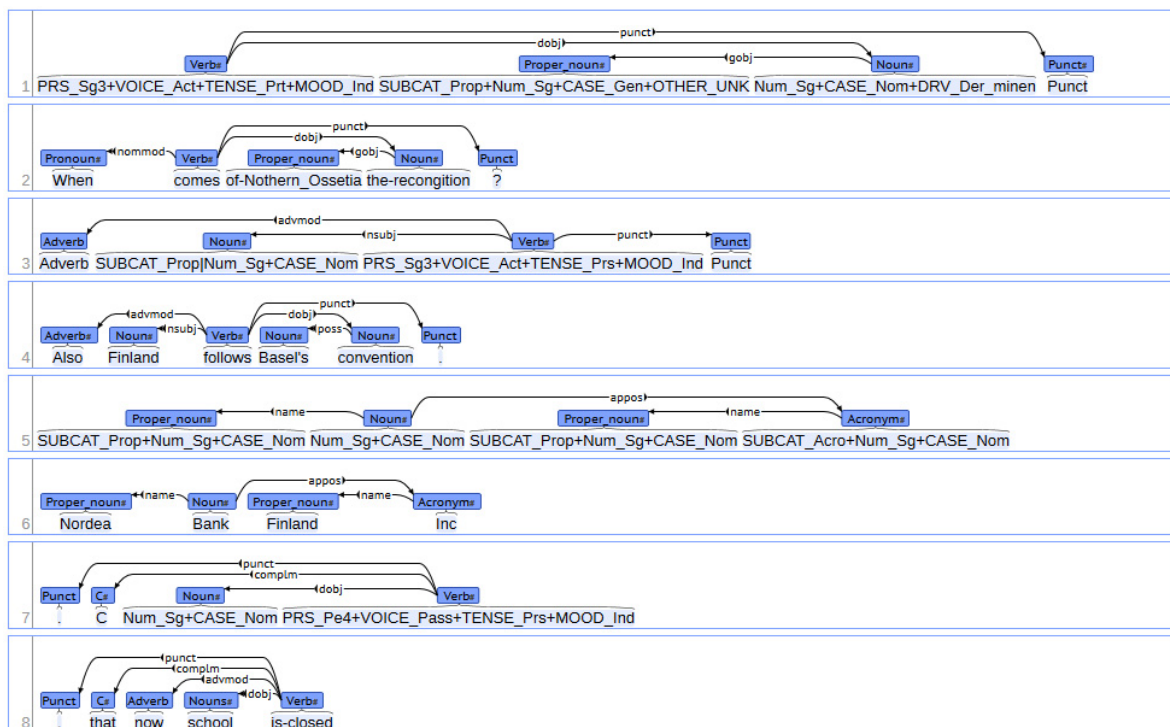 punct
dobj
gobj
Verb# Proper_noun# Noun# Punct#
1 PRS_Sg3+VOICE_Act+TENSE_Prt+MOOD_Ind SUBCAT_Prop+Num_Sg+CASE_Gen+OTHER_UNK Num_Sg+CASE_Nom+DRV_Der_minen Punct
punct
dobj
nommod gobj
Pronoun# Verb# Proper_noun# Noun# Punct
2 When comes of-Nothern_Ossetia the-recongition ?
advmod
nsubj punct
Adverb Noun# Verb# Punct
3 Adverb SUBCAT_Prop|Num_Sg+CASE_Nom PRS_Sg3+VOICE_Act+TENSE_Prs+MOOD_Ind Punct
punct
advmod dobj
nsubj poss
Adverb# Noun# Verb# Noun# Noun# Punct
4 Also Finland follows Basel's convention .
appos
name name
Proper_noun# Noun# Proper_noun# Acronym#
5 SUBCAT_Prop+Num_Sg+CASE_Nom Num_Sg+CASE_Nom SUBCAT_Prop+Num_Sg+CASE_Nom SUBCAT_Acro+Num_Sg+CASE_Nom
appos
name name
Proper_noun# Noun# Proper_noun# Acronym#
6 Nordea Bank Finland Inc
punct
complm
dobj
Punct C# Noun# Verb#
7 . C Num_Sg+CASE_Nom PRS_Pe4+VOICE_Pass+TENSE_Prs+MOOD_Ind
punct
complm
advmod
dobj
Punct C# Adverb Nouns# Verb#
8 . that now school is-closed